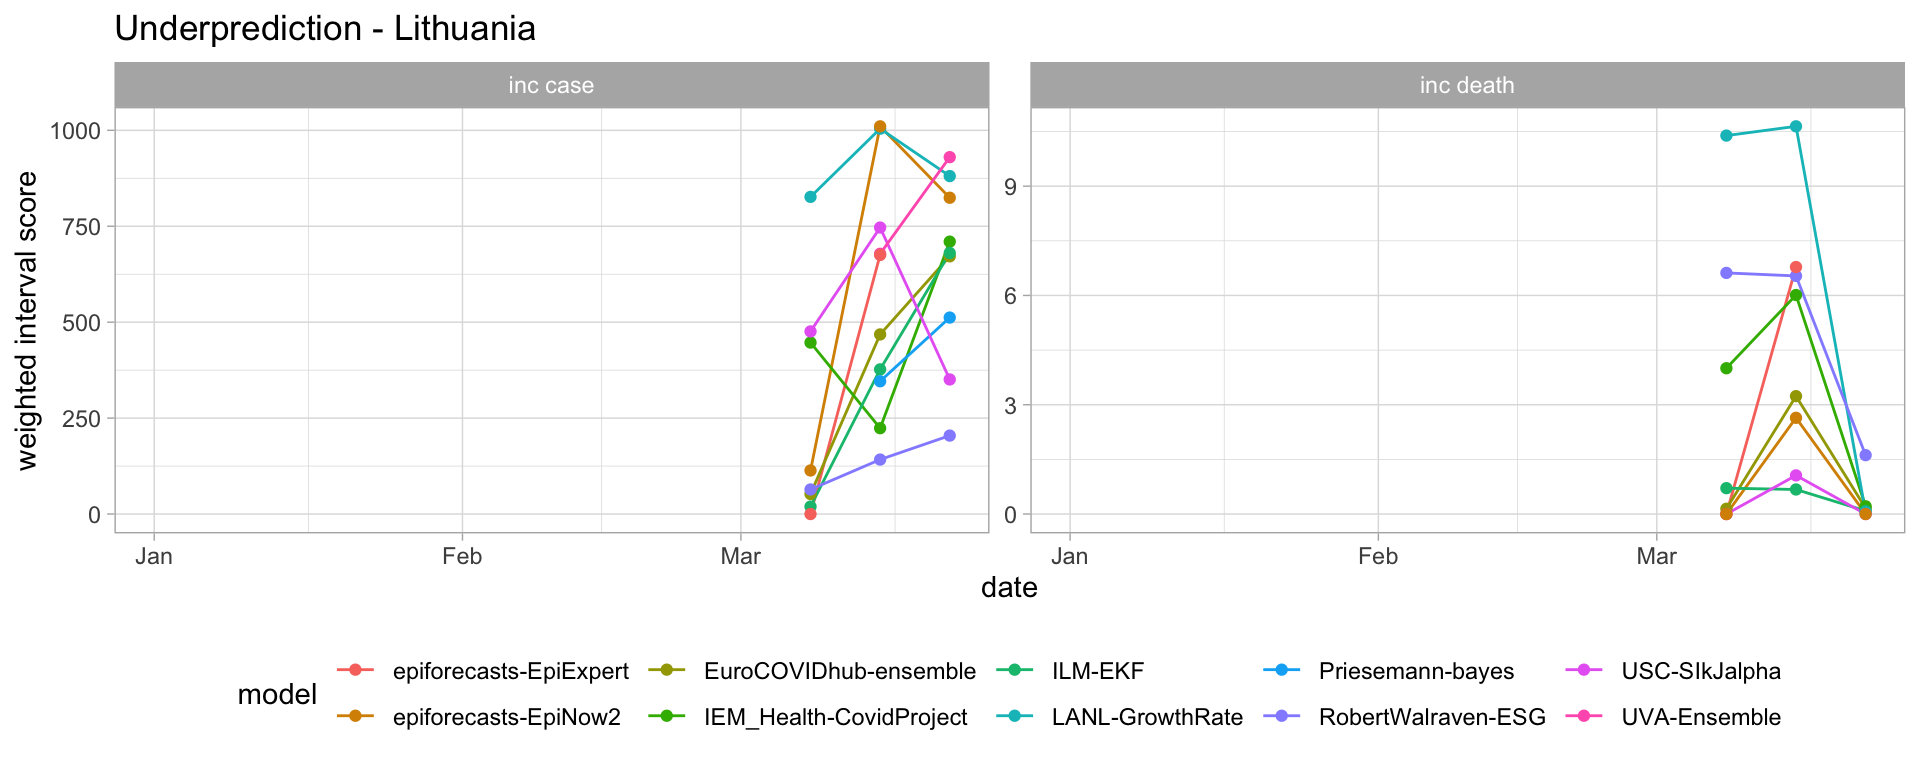 Underprediction - Lithuania
inc case
inc death
weighted interval score
1000
750
500
250
0
9
6
3
0
Jan
Feb
Mar
Jan
Feb
Mar
date
model
epiforecasts-EpiExpert
EuroCOVIDhub-ensemble
ILM-EKF
Priesemann-bayes
USC-SIkJalpha
epiforecasts-EpiNow2
IEM_Health-CovidProject
LANL-GrowthRate
RobertWalraven-ESG
UVA-Ensemble